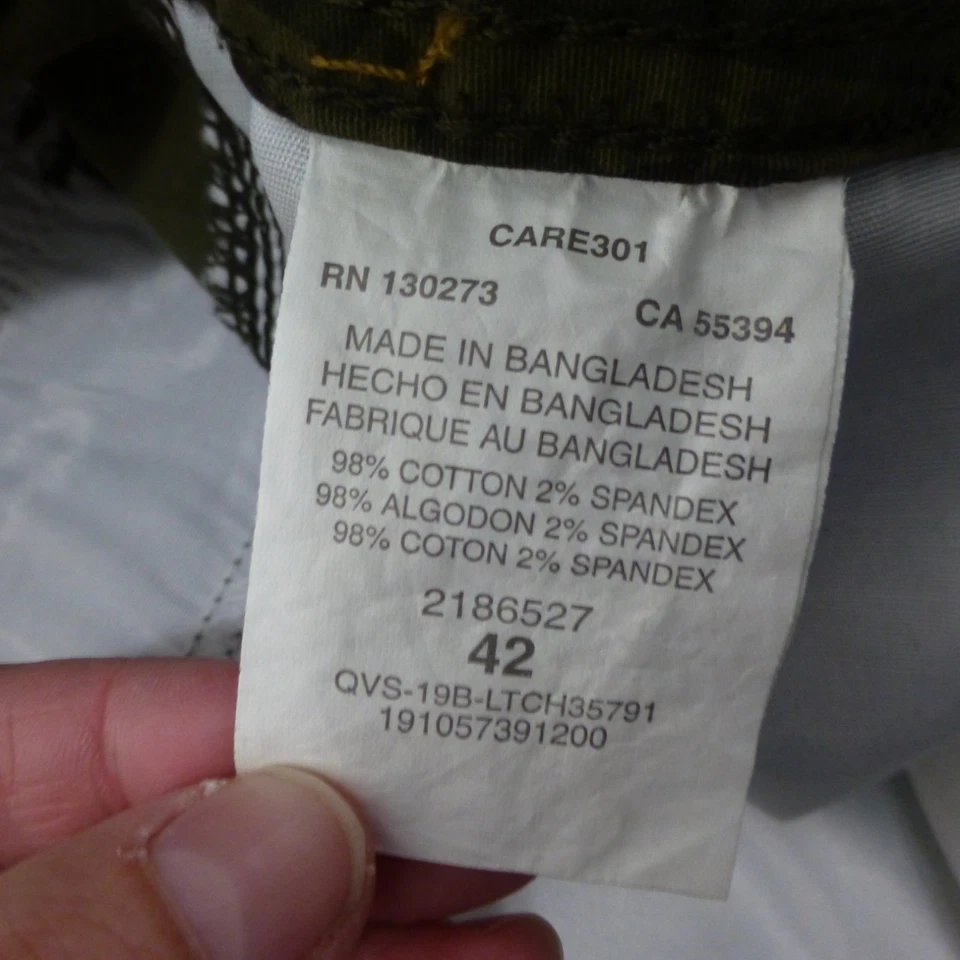 CARE301
RN 130273
CA 55394
MADE IN BANGLADESH
HECHO EN BANGLADESH
FABRIQUE AU BANGLADESH
98% COTTON 2% SPANDEX
98% ALGODON 2% SPANDEX
98% COTON 2% SPANDEX
2186527
42
QVS-19B-LTCH35791
191057391200